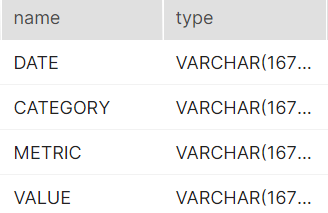 name type
DATE VARCHAR(167...
CATEGORY VARCHAR(167...
METRIC VARCHAR(167...
VALUE VARCHAR(167...